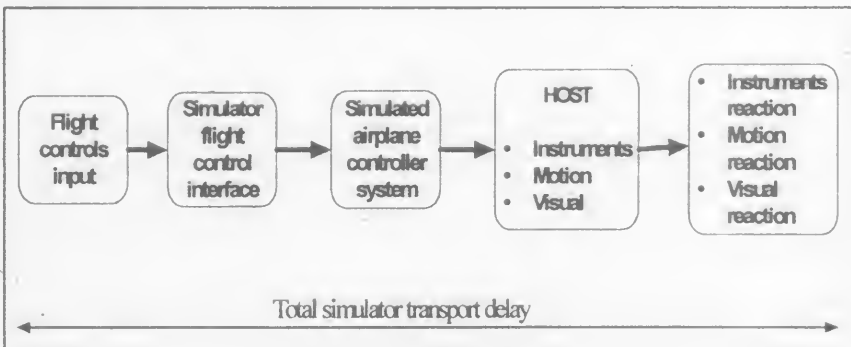 Flight
controls
input
Simulator
flight
control
interface
Simulated
airplane
controller
system
HOST
• Instruments
• Motion
• Visual
• Instruments
reaction
• Motion
reaction
• Visual
reaction
Total simulator transport delay